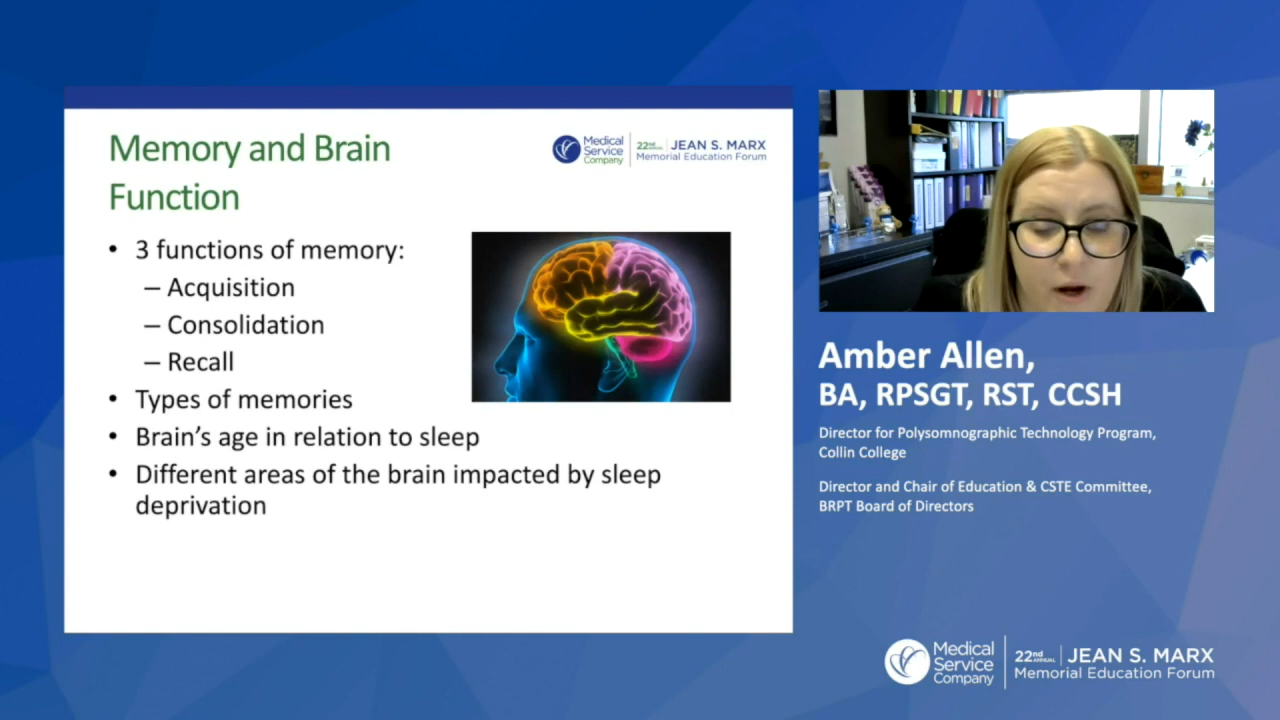 Memory and Brain
Function
Medical
Service
Company
22nd ANNUAL JEAN S. MARX
Memorial Education Forum
• 3 functions of memory:
– Acquisition
– Consolidation
– Recall
• Types of memories
• Brain's age in relation to sleep
• Different areas of the brain impacted by sleep
deprivation
Amber Allen,
BA, RPSGT, RST, CCSH
Director for Polysomnographic Technology Program,
Collin College
Director and Chair of Education & CSTE Committee,
BRPT Board of Directors
Medical
Service
Company
22nd ANNUAL JEAN S. MARX
Memorial Education Forum